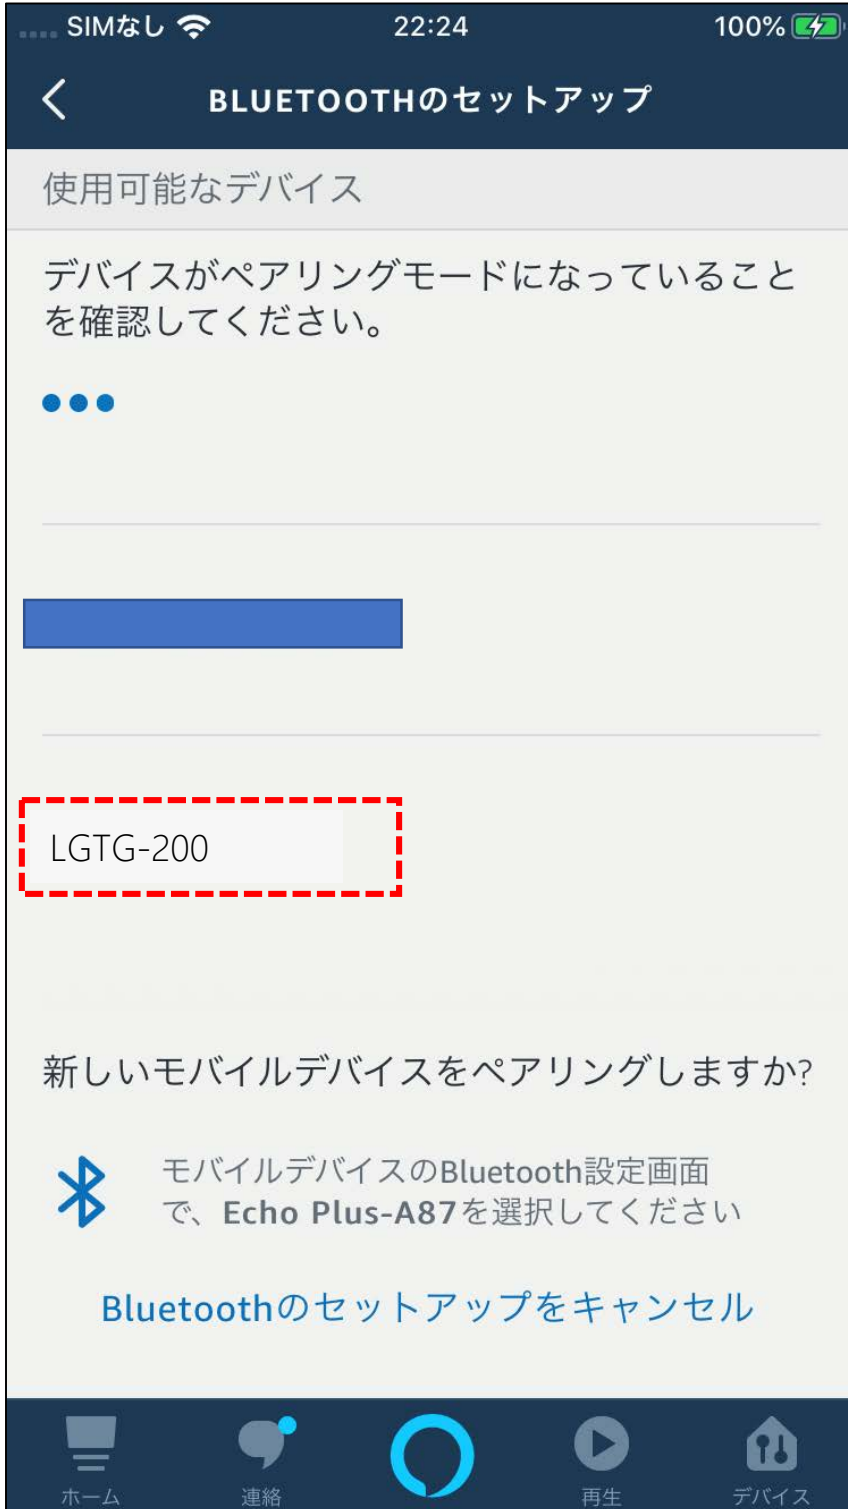 SIMなし 22:24 100%
BLUETOOTHのセットアップ
使用可能なデバイス
デバイスがペアリングモードになっていること
を確認してください。
LGTG-200
新しいモバイルデバイスをペアリングしますか?
モバイルデバイスのBluetooth設定画面
で、Echo Plus-A87を選択してください
Bluetoothのセットアップをキャンセル
ホーム 連絡 再生 デバイス